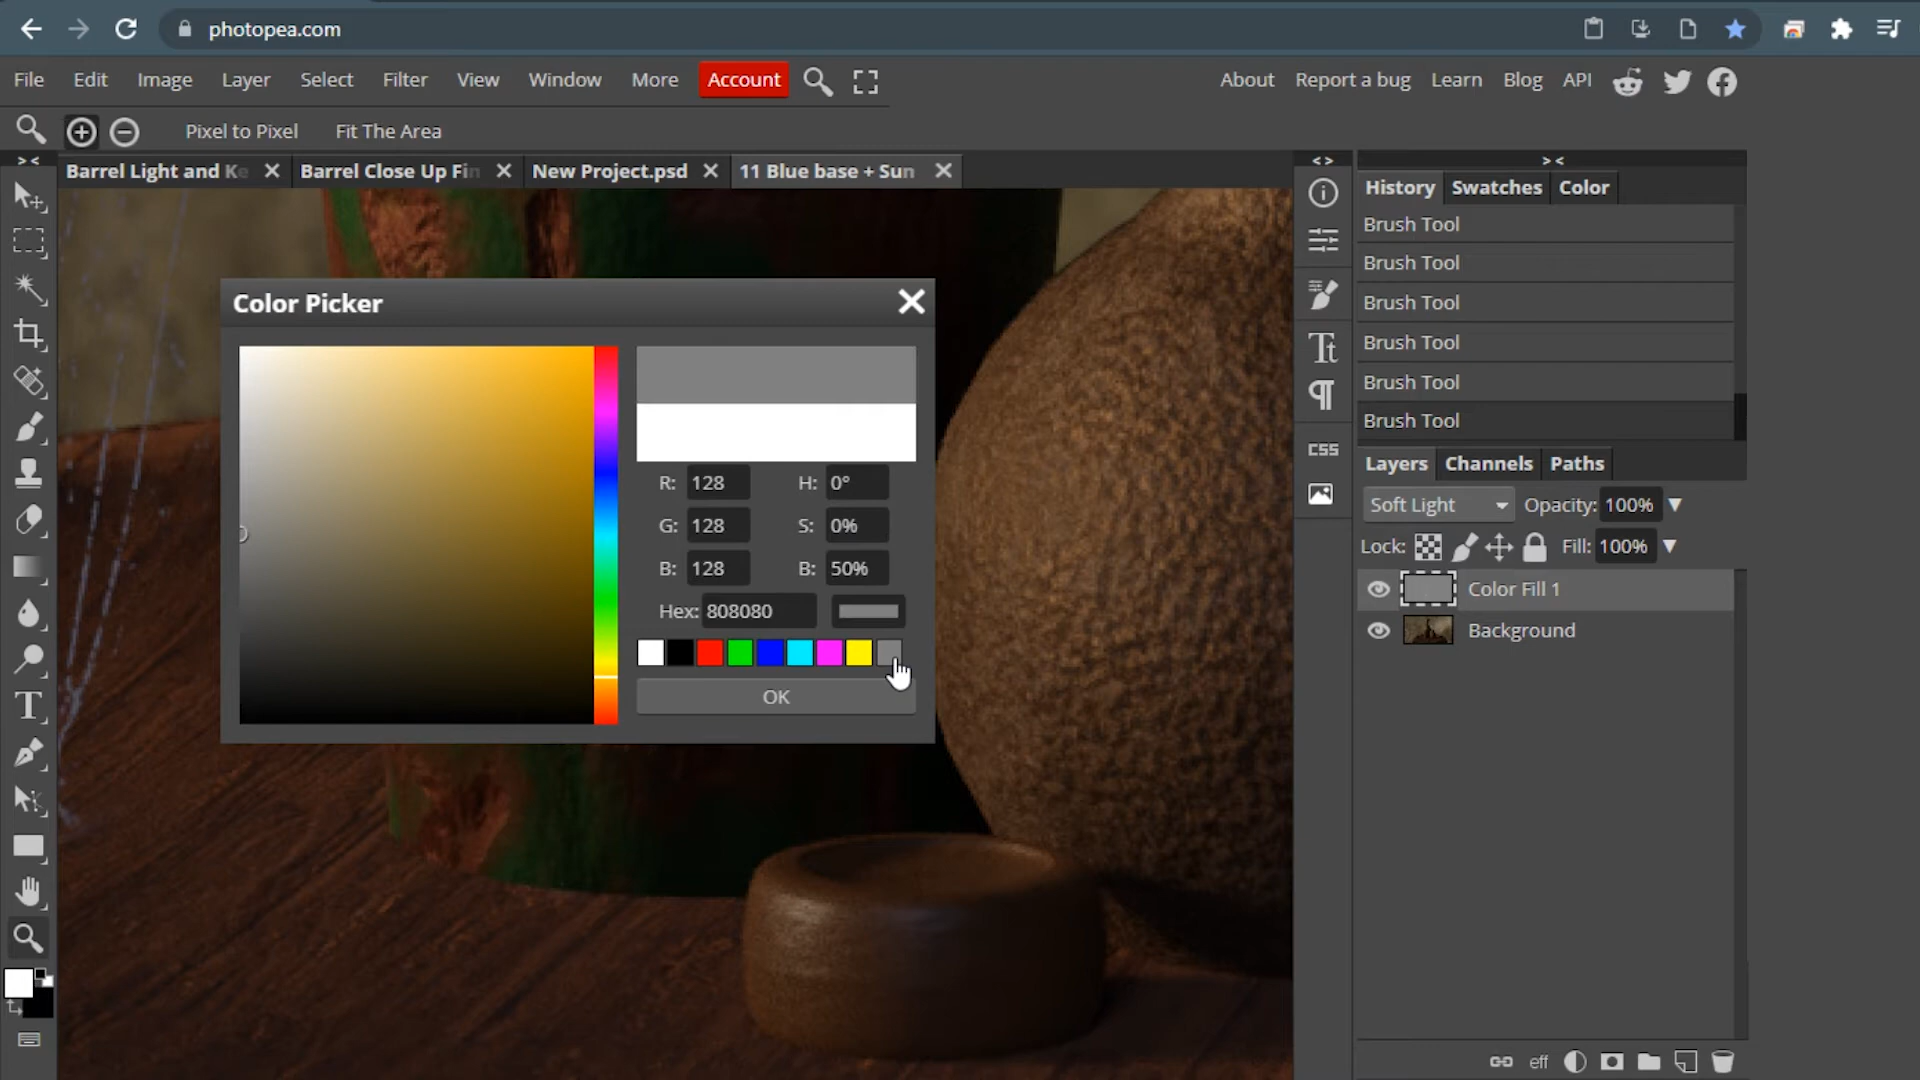 photopea.com
File Edit Image Layer Select Filter View Window More Account About Report a bug Learn Blog API
Pixel to Pixel Fit The Area
Barrel Light and Ke Barrel Close Up Fin New Project.psd 11 Blue base + Sun
History Swatches Color
Brush Tool
Brush Tool
Brush Tool
Brush Tool
Brush Tool
Brush Tool
Color Picker
R: 128 H: 0°
G: 128 S: 0%
B: 128 B: 50%
Hex: 808080
OK
CSS
Layers Channels Paths
Soft Light Opacity: 100%
Lock: Fill: 100%
Color Fill 1
Background
eff